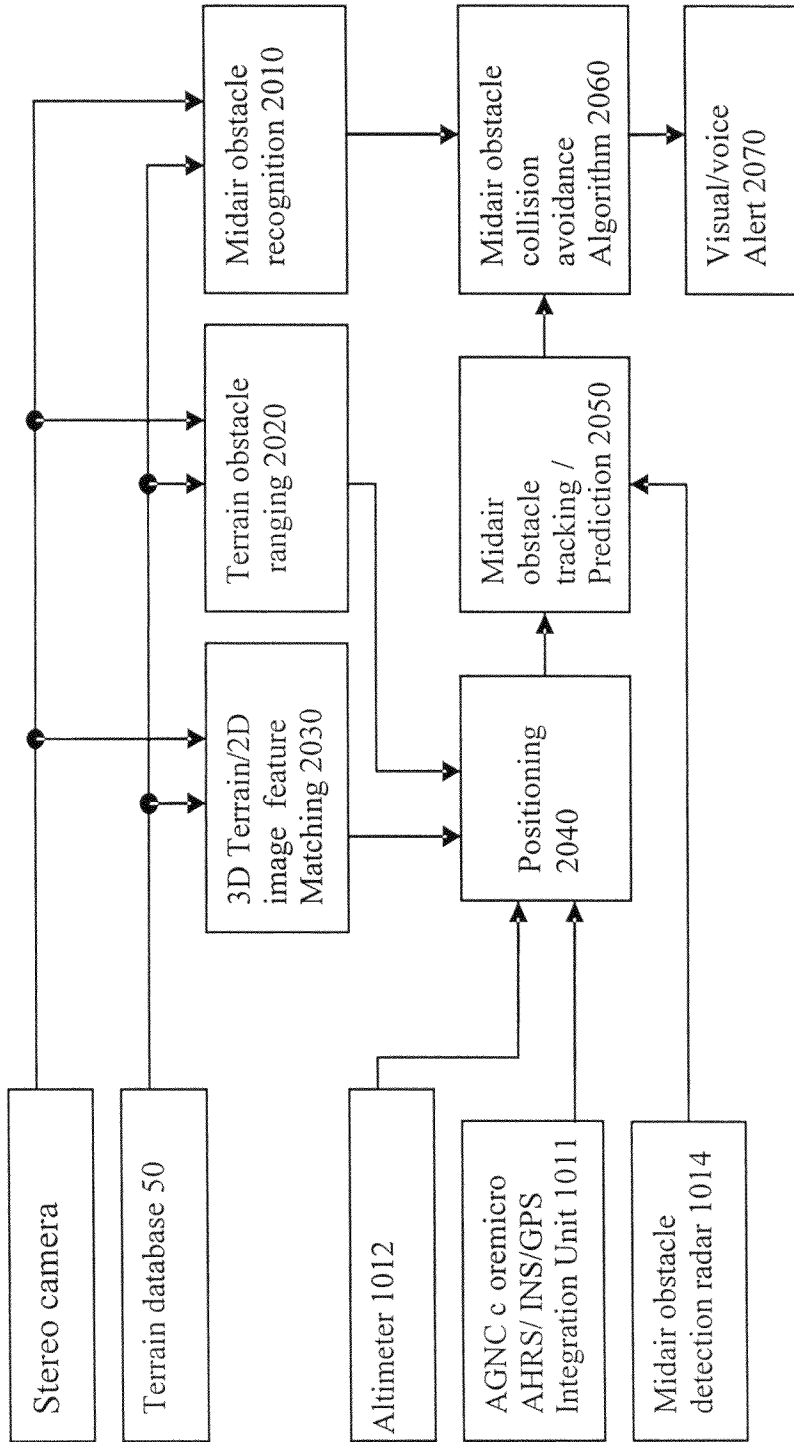 Stereo camera
Terrain database 50
Altimeter 1012
AGNC c oremicro
AHRS/ INS/GPS
Integration Unit 1011
Midair obstacle
detection radar 1014
3D Terrain/2D
image feature
Matching 2030
Terrain obstacle
ranging 2020
Midair obstacle
recognition 2010
Positioning
2040
Midair
obstacle
tracking /
Prediction 2050
Midair obstacle
collision
avoidance
Algorithm 2060
Visual/voice
Alert 2070